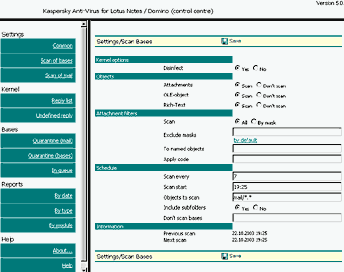 Version 5.0
Kaspersky Anti-Virus for Lotus Notes / Domino (control centre)
Settings
Common
Scan of bases
Scan of mail
Kernel
Reply list
Undefined reply
Bases
Quarantine (mail)
Quarantine (bases)
In queue
Reports
By date
By type
By module
Help
About...
Help
Settings/Scan Bases Save
Kernel options
Disinfect Yes No
Objects
Attachments Scan Don't scan
OLE-object Scan Don't scan
Rich-Text Scan Don't scan
Attachment filters
Scan All By mask
Exclude masks
by default
To named objects
Apply code
Schedule
Scan every 7
Scan start 19:25
Objects to scan mail/*.*
Include subfolders Yes No
Don't scan bases
Information
Previous scan 22.10.2003 19:25
Next scan 22.10.2003 19:25
Settings/Scan Bases Save